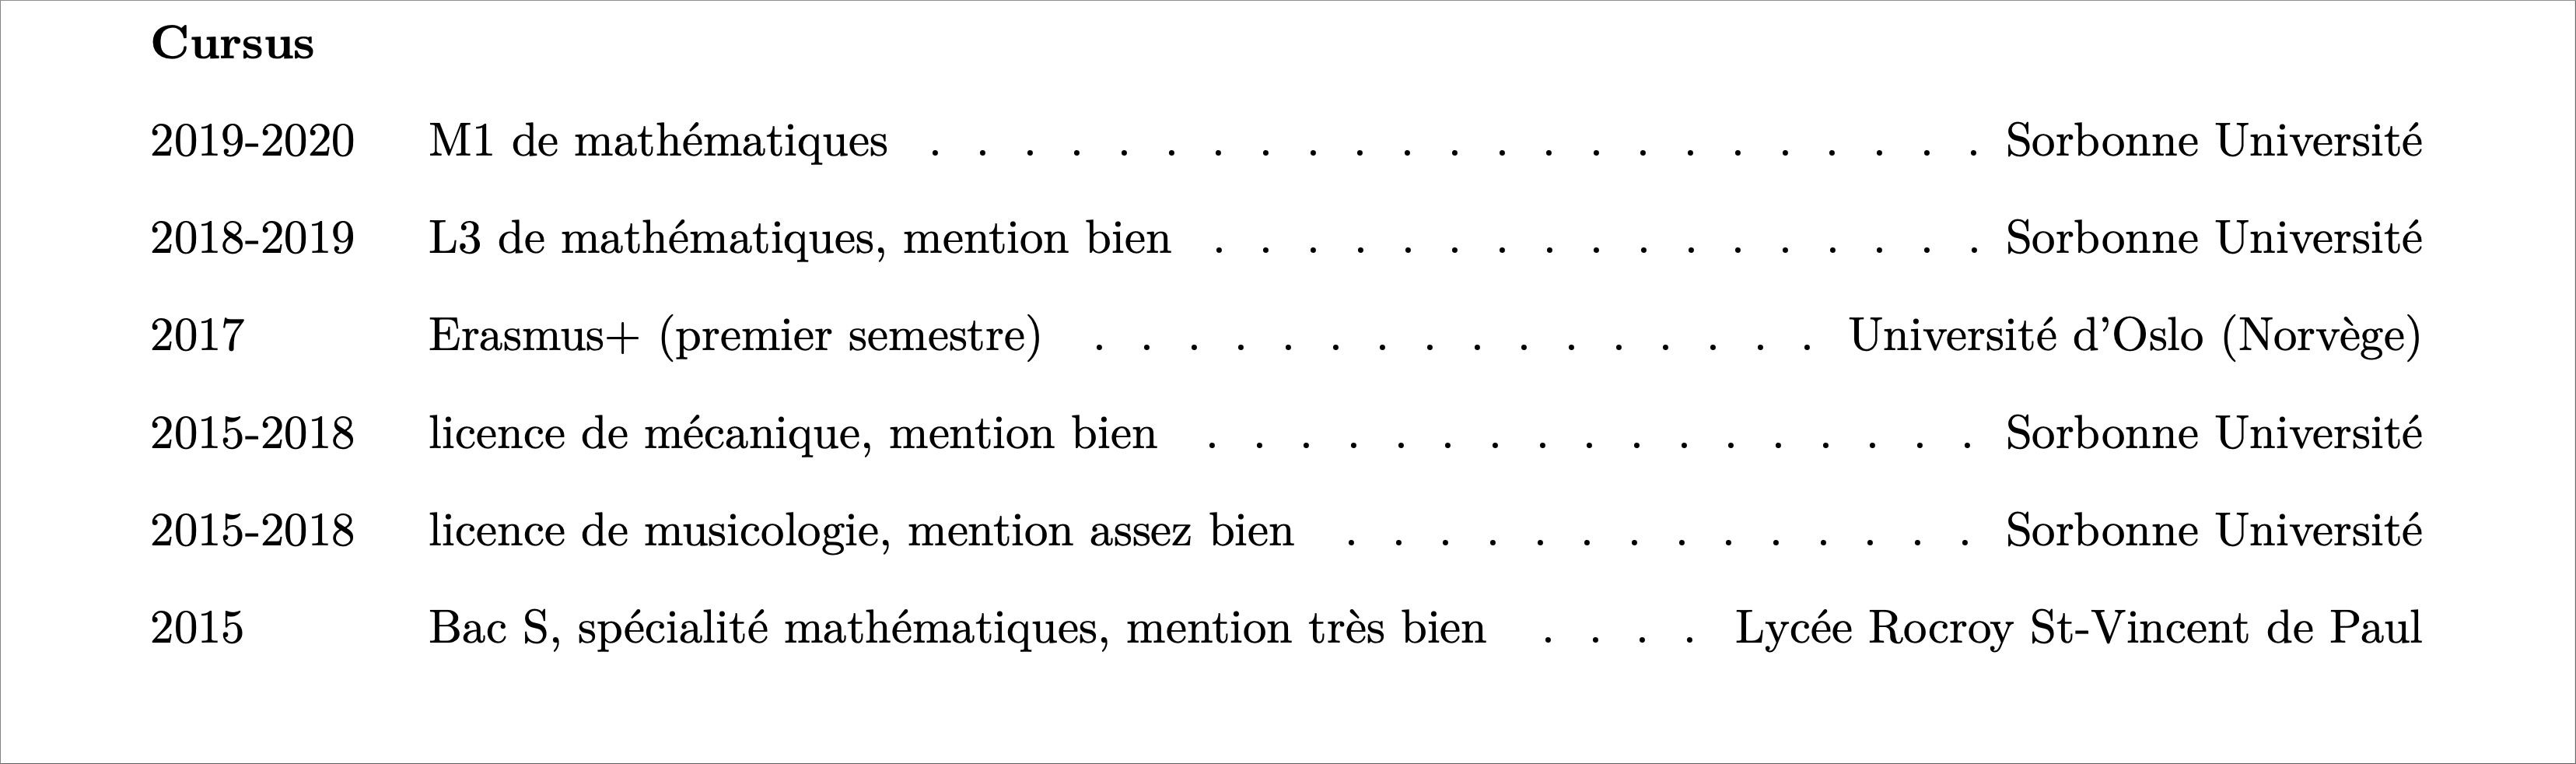 Cursus
2019-2020 M1 de mathématiques . . . . . . . . . . . . . . . . . . . . . . . Sorbonne Université
2018-2019 L3 de mathématiques, mention bien . . . . . . . . . . . . . . . . . Sorbonne Université
2017 Erasmus+ (premier semestre) . . . . . . . . . . . . . . . . Université d'Oslo (Norvège)
2015-2018 licence de mécanique, mention bien . . . . . . . . . . . . . . . . . Sorbonne Université
2015-2018 licence de musicologie, mention assez bien . . . . . . . . . . . . . . Sorbonne Université
2015 Bac S, spécialité mathématiques, mention très bien . . . . Lycée Rocroy St-Vincent de Paul